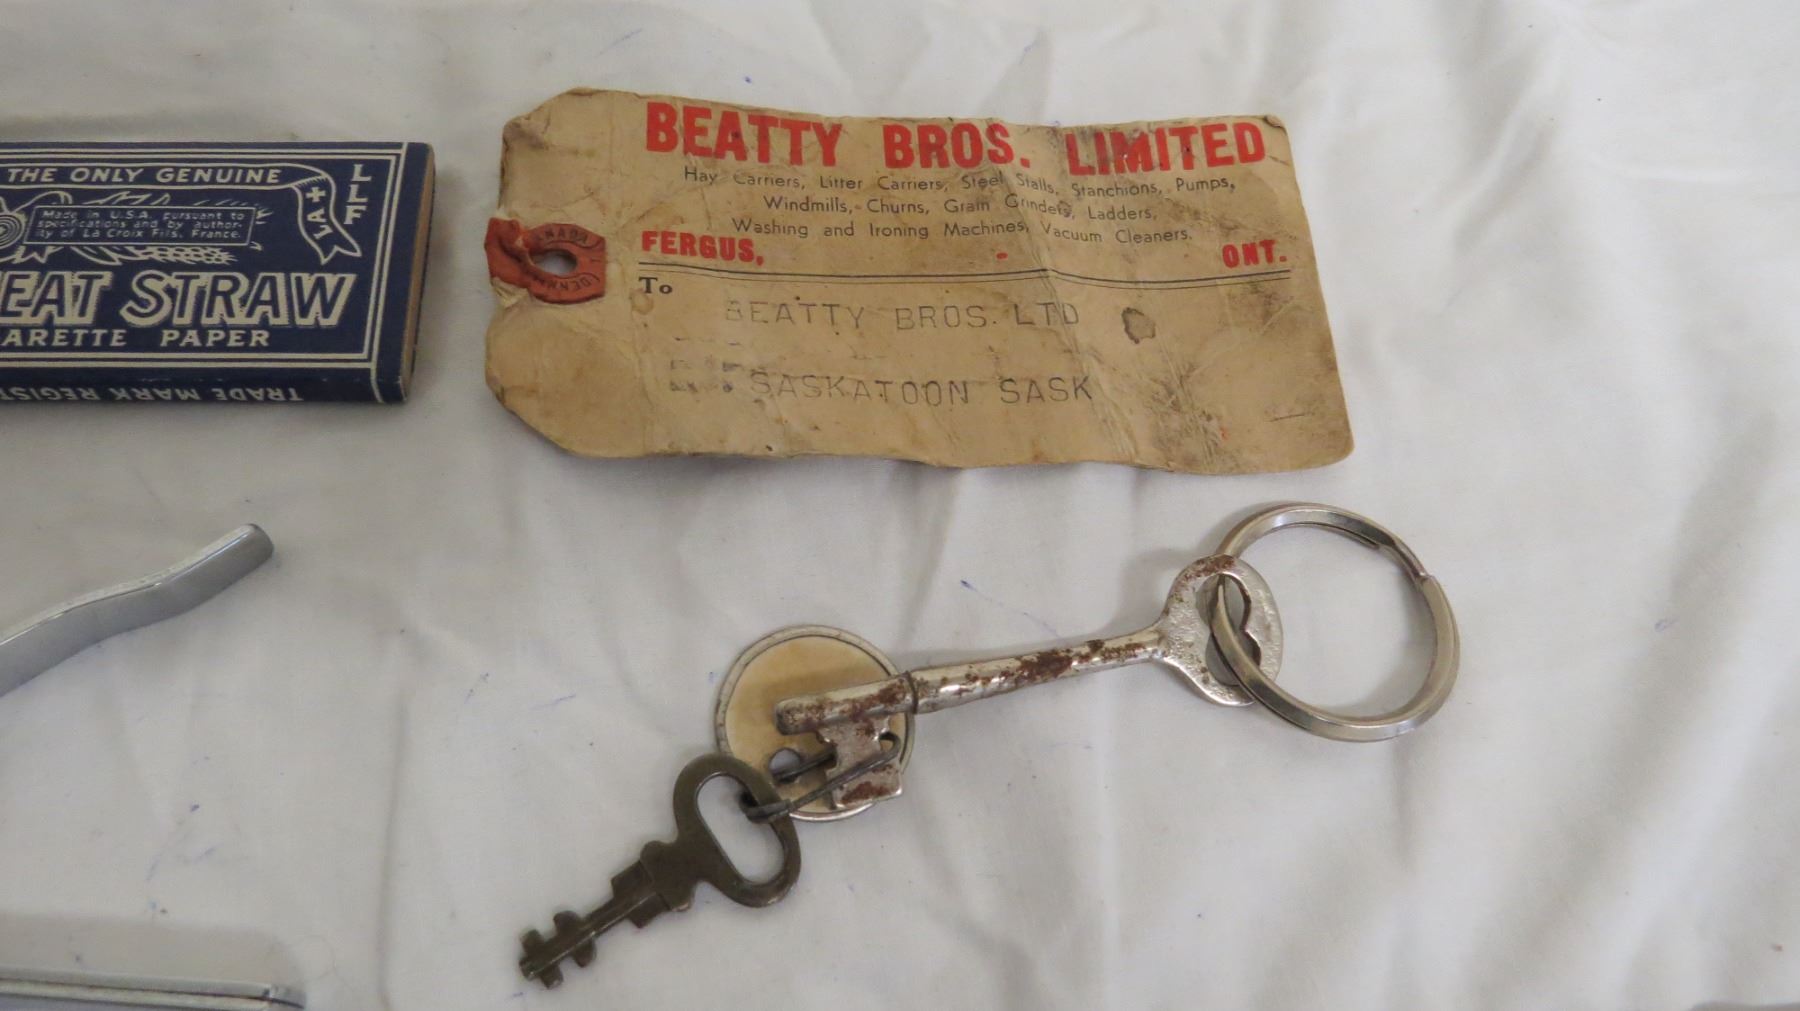 THE ONLY GENUINE
LA+
LLF
Made in U.S.A. pursuant to
specifications and by author-
ity of La Croix Fils, France.
EAT STRAW
ARETTE PAPER
TRADE MARK REGIST
BEATTY BROS. LIMITED
Hay Carriers, Litter Carriers, Steel Stalls, Stanchions, Pumps,
Windmills, Churns, Grain Grinders, Ladders,
Washing and Ironing Machines, Vacuum Cleaners.
FERGUS, ONT.
To
BEATTY BROS. LTD
SASKATOON SASK